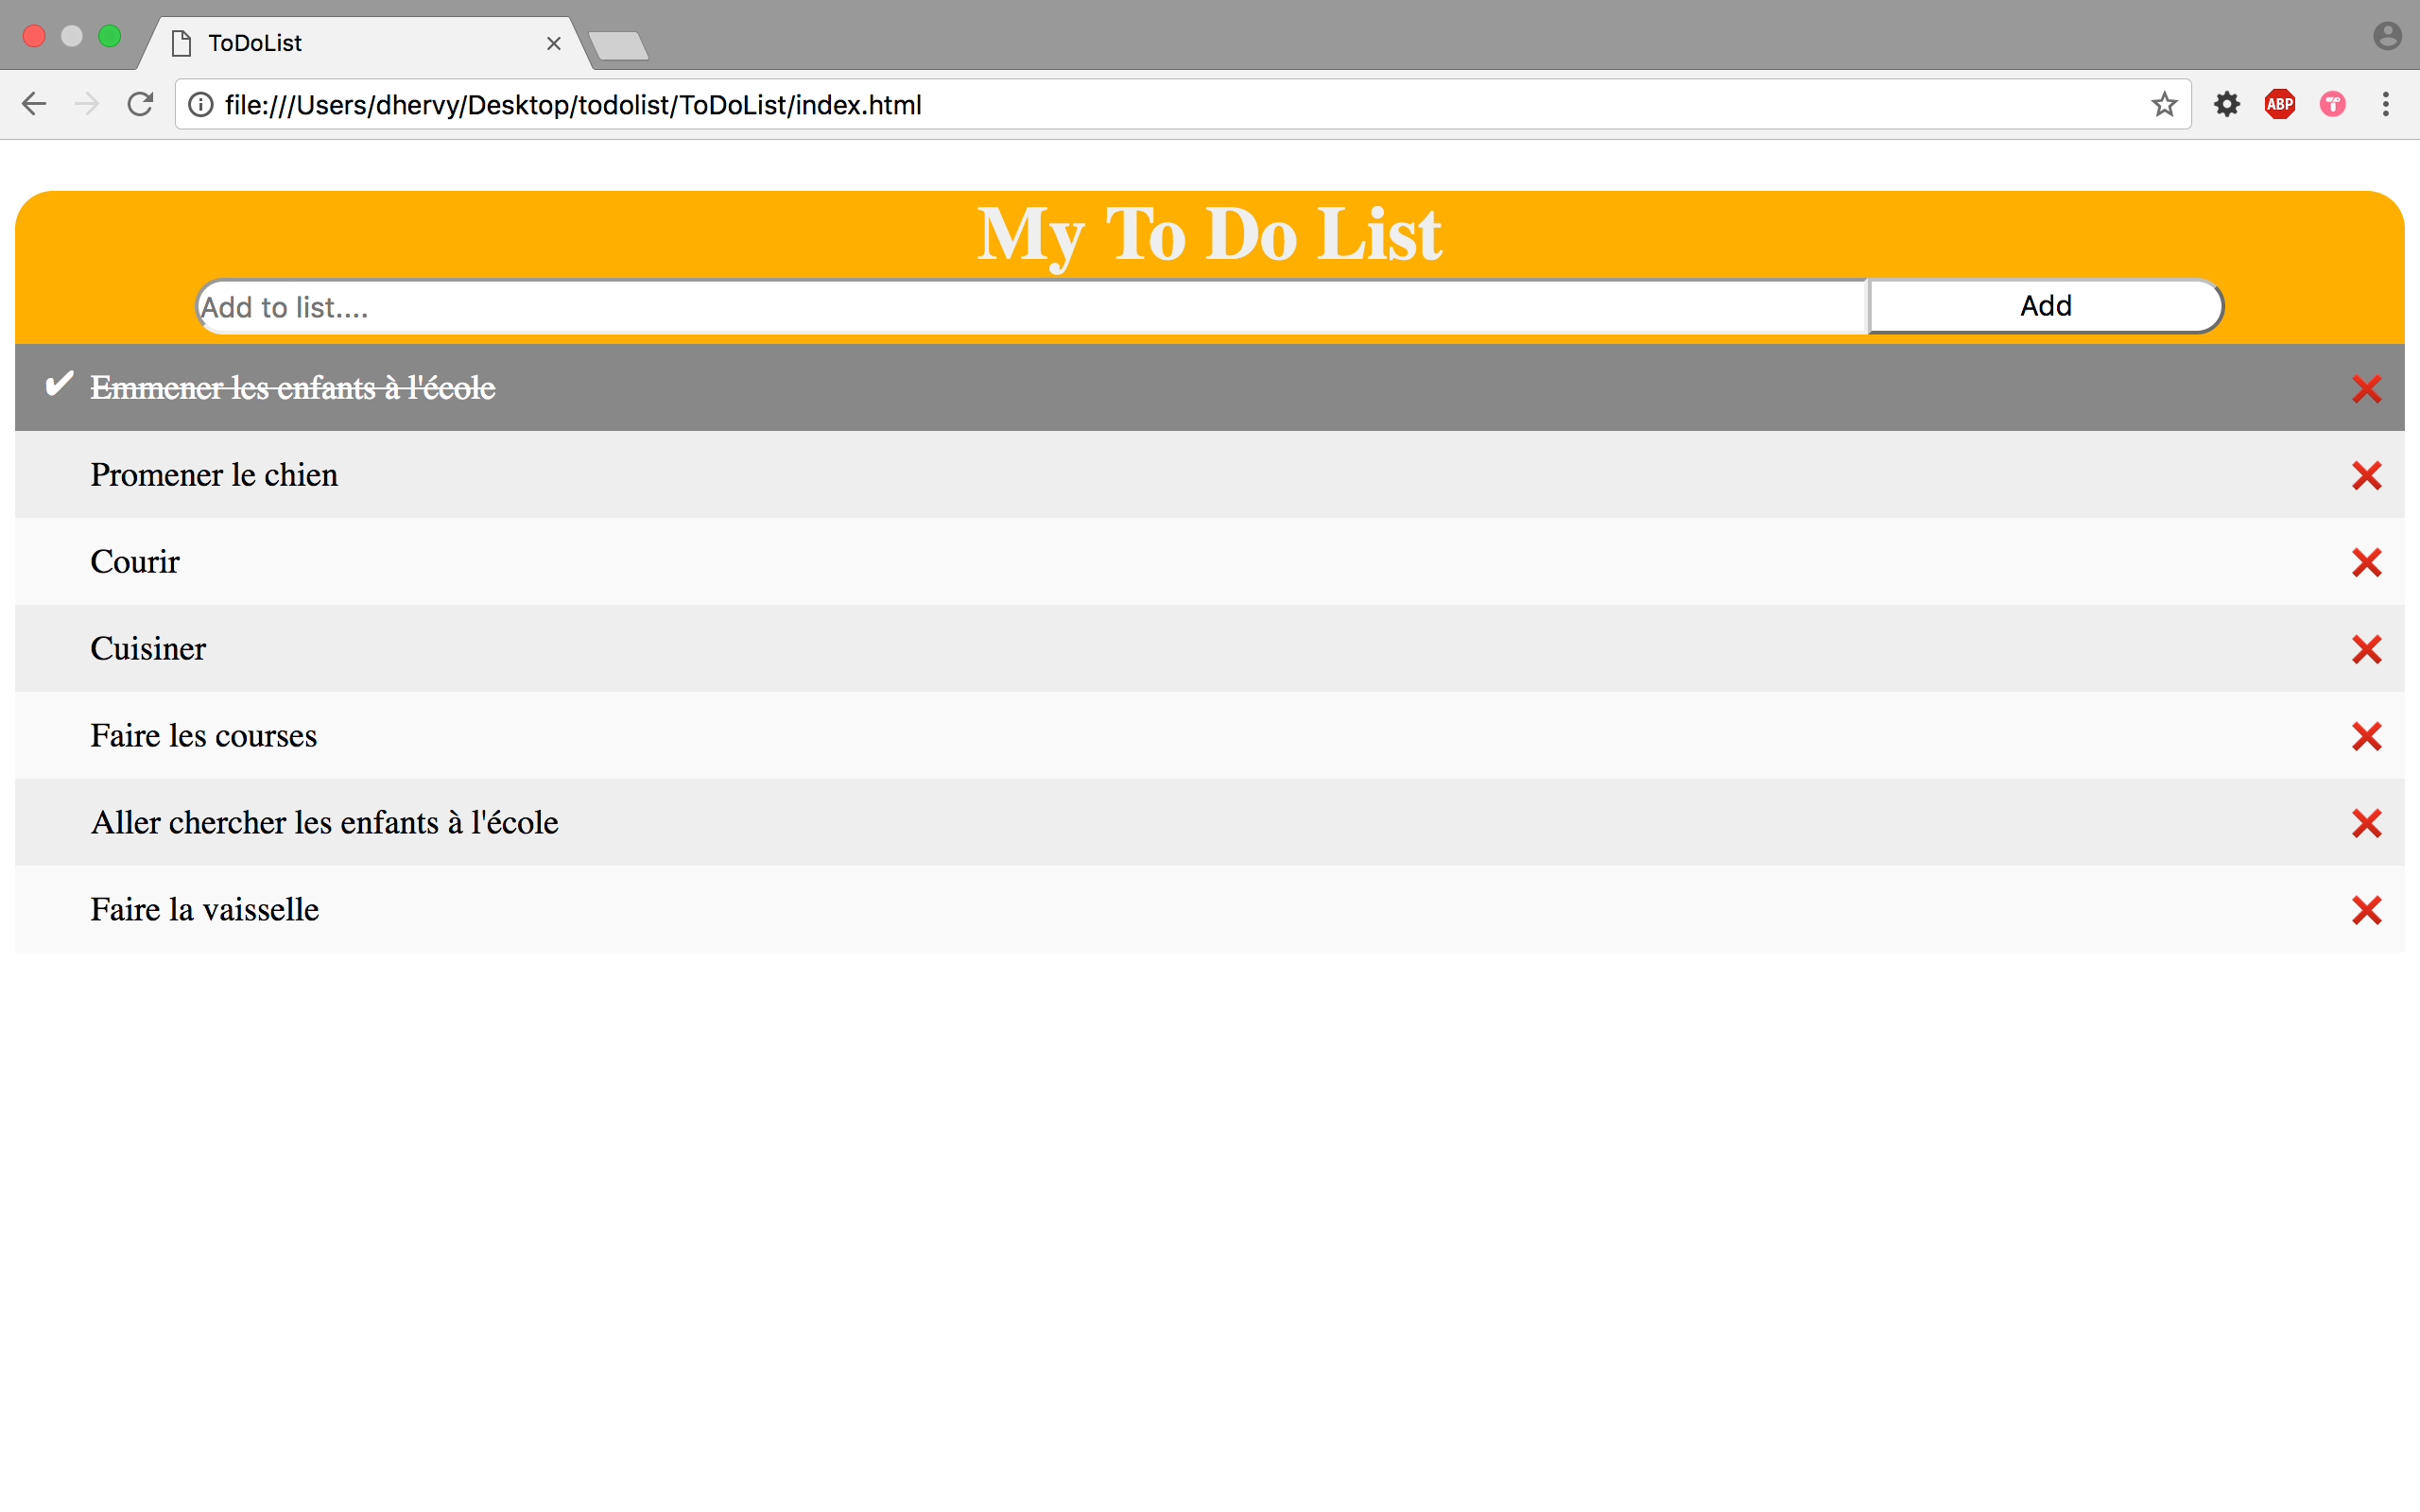 ToDoList
file:///Users/dhervy/Desktop/todolist/ToDoList/index.html
ABP
My To Do List
Add to list....
Add
✔ Emmener les enfants à l'école
Promener le chien
Courir
Cuisiner
Faire les courses
Aller chercher les enfants à l'école
Faire la vaisselle